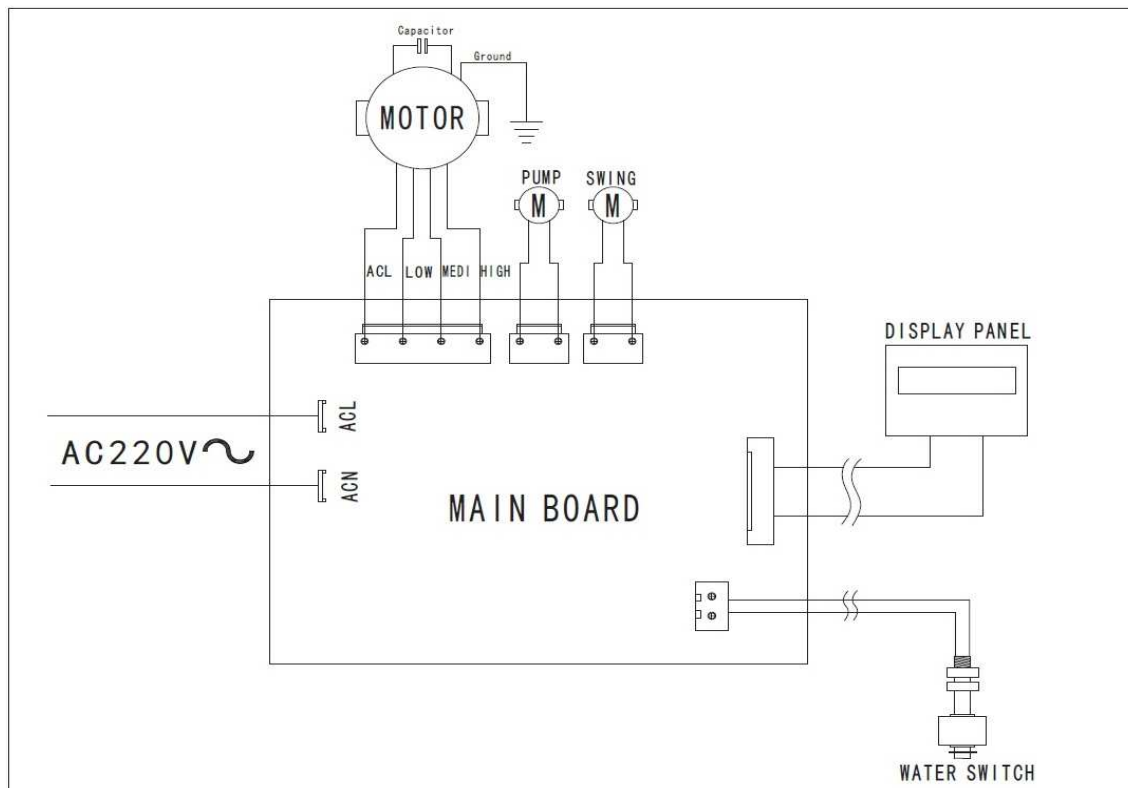 Capacitor
Ground
MOTOR
PUMP
SWING
M
M
ACL
LOW
MEDI
HIGH
DISPLAY PANEL
ACL
AC220V
ACN
MAIN BOARD
WATER SWITCH